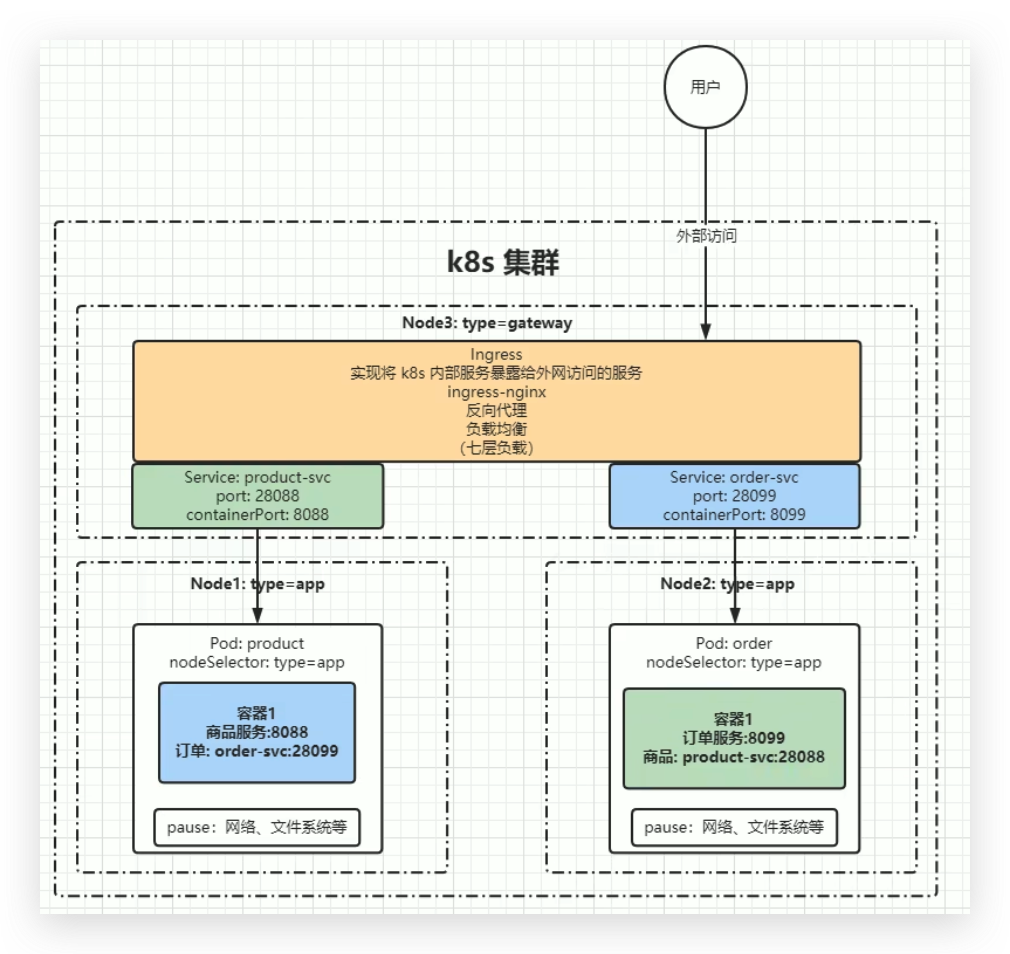 用户
外部访问
k8s 集群
Node3: type=gateway
Ingress
实现将 k8s 内部服务暴露给外网访问的服务
ingress-nginx
反向代理
负载均衡
（七层负载）
Service: product-svc
port: 28088
containerPort: 8088
Service: order-svc
port: 28099
containerPort: 8099
Node1: type=app
Pod: product
nodeSelector: type=app
容器1
商品服务:8088
订单: order-svc:28099
pause：网络、文件系统等
Node2: type=app
Pod: order
nodeSelector: type=app
容器1
订单服务:8099
商品: product-svc:28088
pause：网络、文件系统等